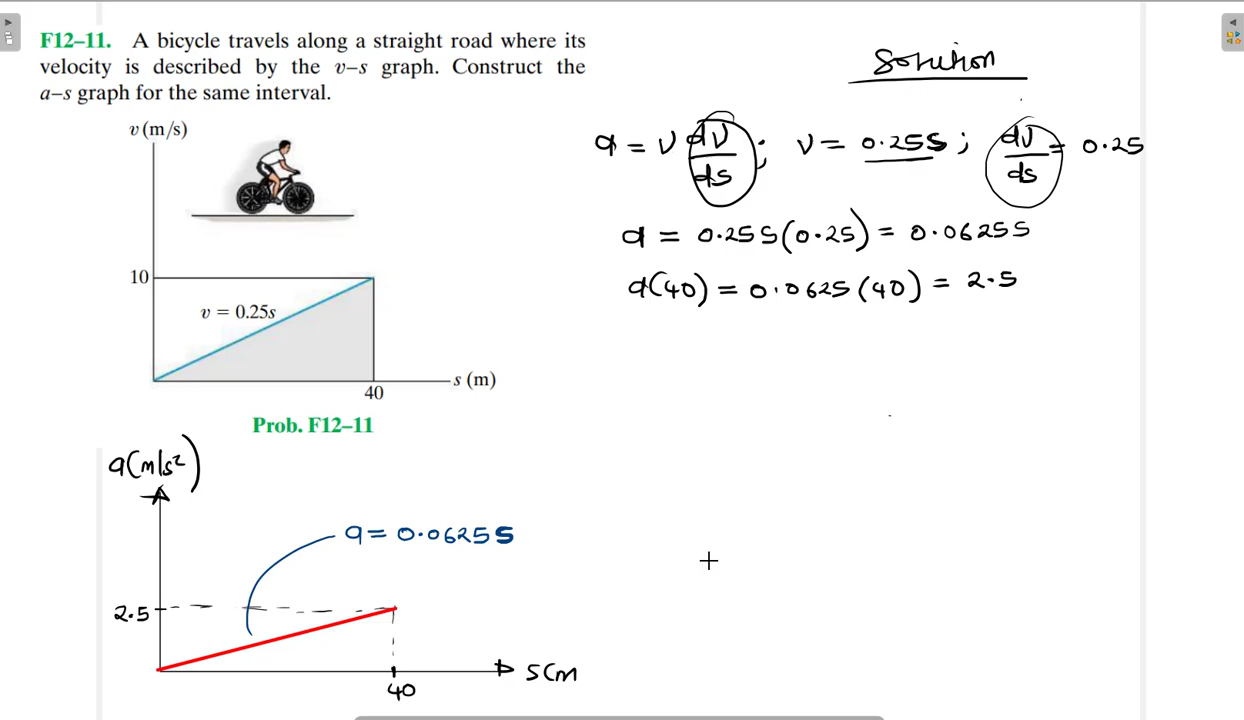 F12–11. A bicycle travels along a straight road where its
velocity is described by the v–s graph. Construct the
a–s graph for the same interval.
v (m/s)
10
v = 0.25s
s (m)
40
Prob. F12–11
Solution
a = v dv/ds ; v = 0.25s ; dv/ds = 0.25
a = 0.25s(0.25) = 0.0625s
a(40) = 0.0625(40) = 2.5
a(m/s²)
a = 0.0625s
2.5
s(m
40